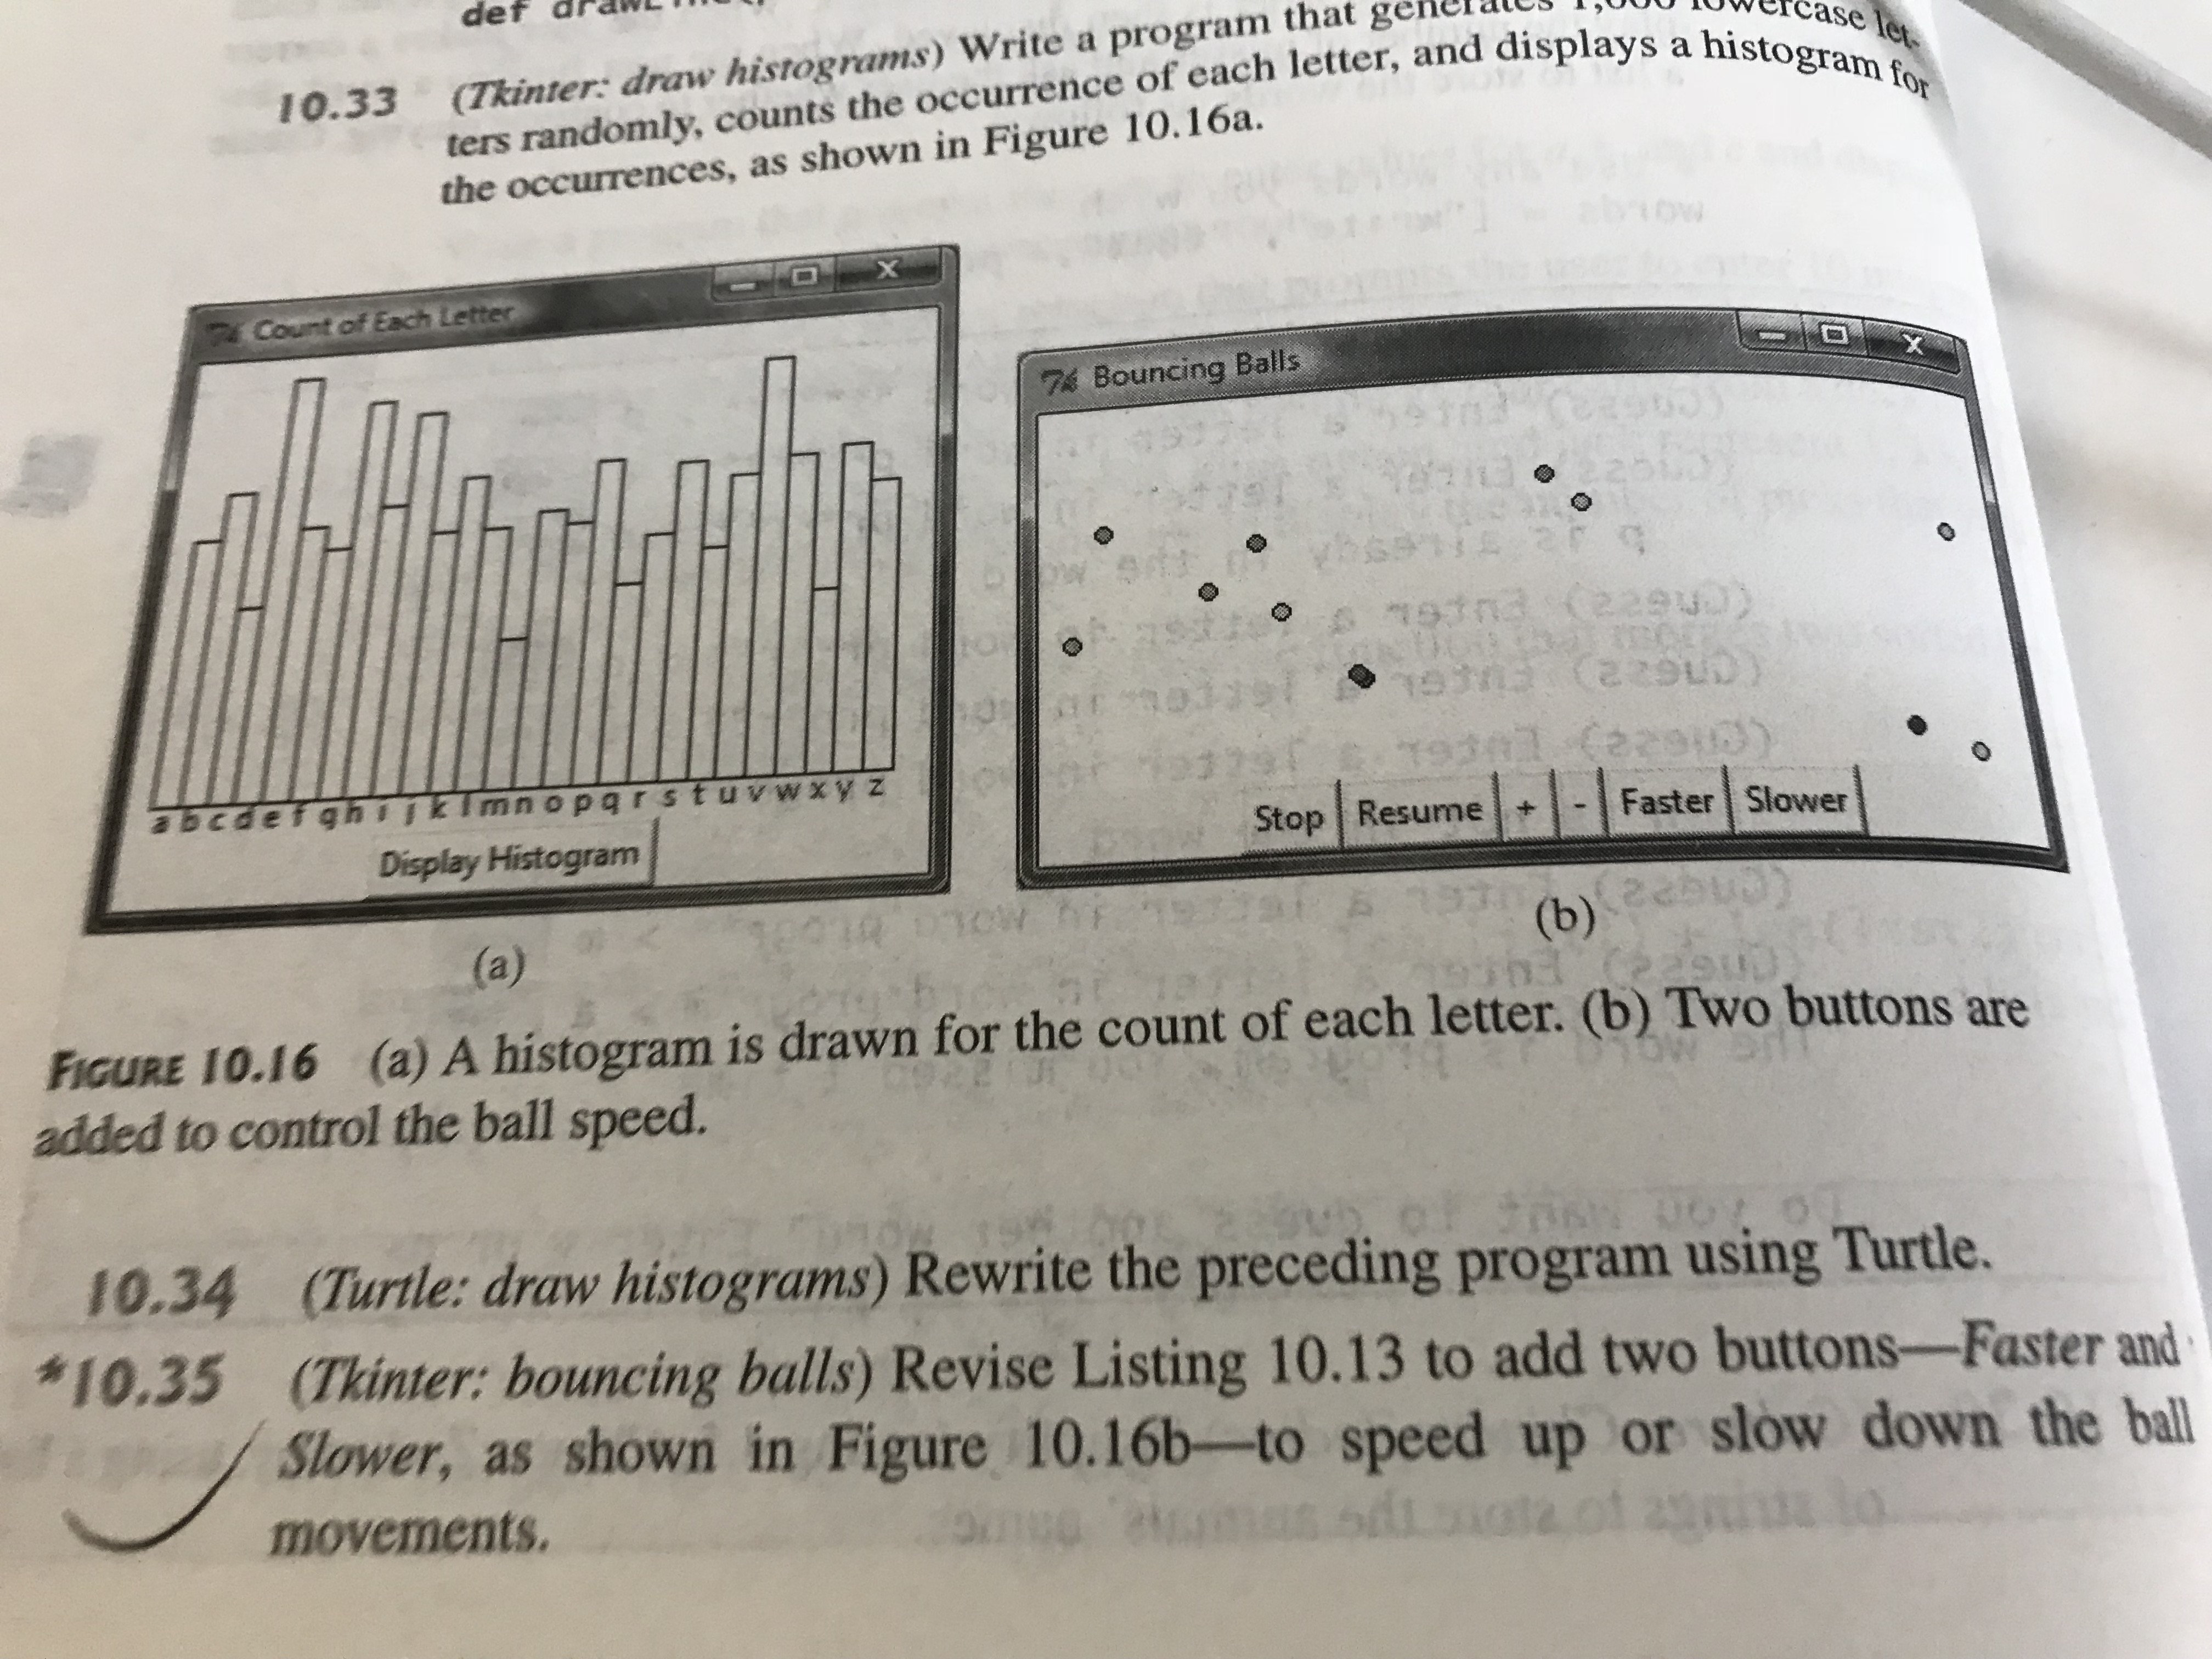 def
10.33 (Tkinter: draw histograms) Write a program that generates 1,000 lowercase let-
ters randomly, counts the occurrence of each letter, and displays a histogram for
the occurrences, as shown in Figure 10.16a.
Count of Each Letter
a b c d e f g h i j k l m n o p q r s t u v w x y z
Display Histogram
(a)
Bouncing Balls
Stop Resume + - Faster Slower
(b)
FIGURE 10.16 (a) A histogram is drawn for the count of each letter. (b) Two buttons are
added to control the ball speed.
10.34 (Turtle: draw histograms) Rewrite the preceding program using Turtle.
*10.35 (Tkinter: bouncing balls) Revise Listing 10.13 to add two buttons—Faster and
Slower, as shown in Figure 10.16b—to speed up or slow down the ball
movements.